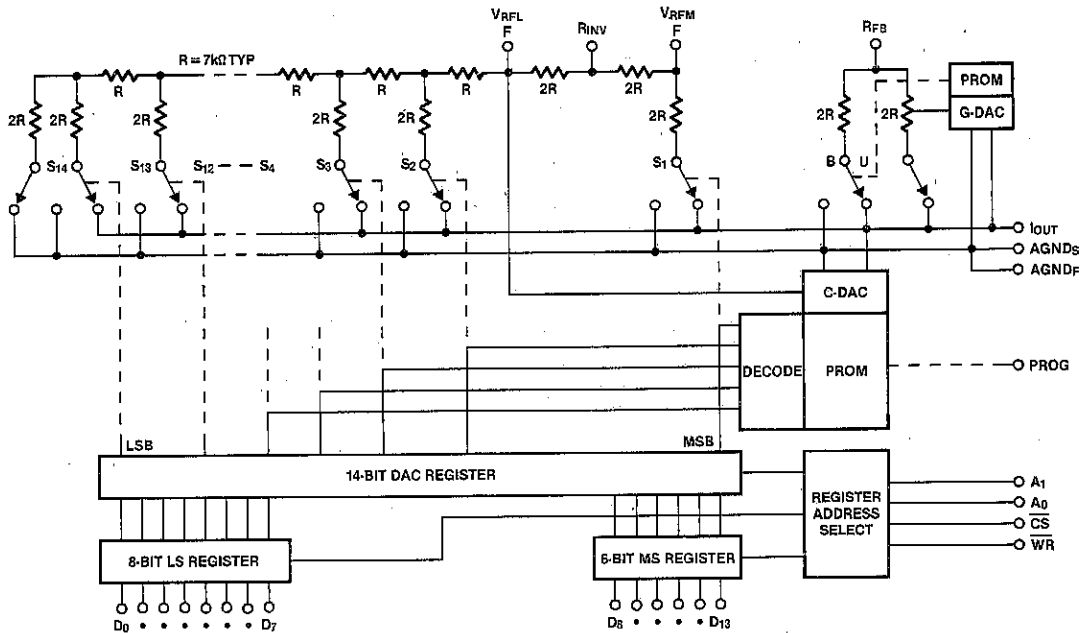 VRFL F
RINV
VRFM F
RFB
R = 7kΩ TYP
PROM
G-DAC
R R R R 2R 2R
2R 2R 2R 2R 2R 2R 2R 2R
S14 S13 S12 S4 S3 S2 S1 B U
IOUT
AGNDS
AGNDF
C-DAC
DECODE PROM
PROG
LSB MSB
14-BIT DAC REGISTER
REGISTER
ADDRESS
SELECT
A1
A0
CS
WR
8-BIT LS REGISTER
6-BIT MS REGISTER
D0 • • • • • • D7
D8 • • • • D13